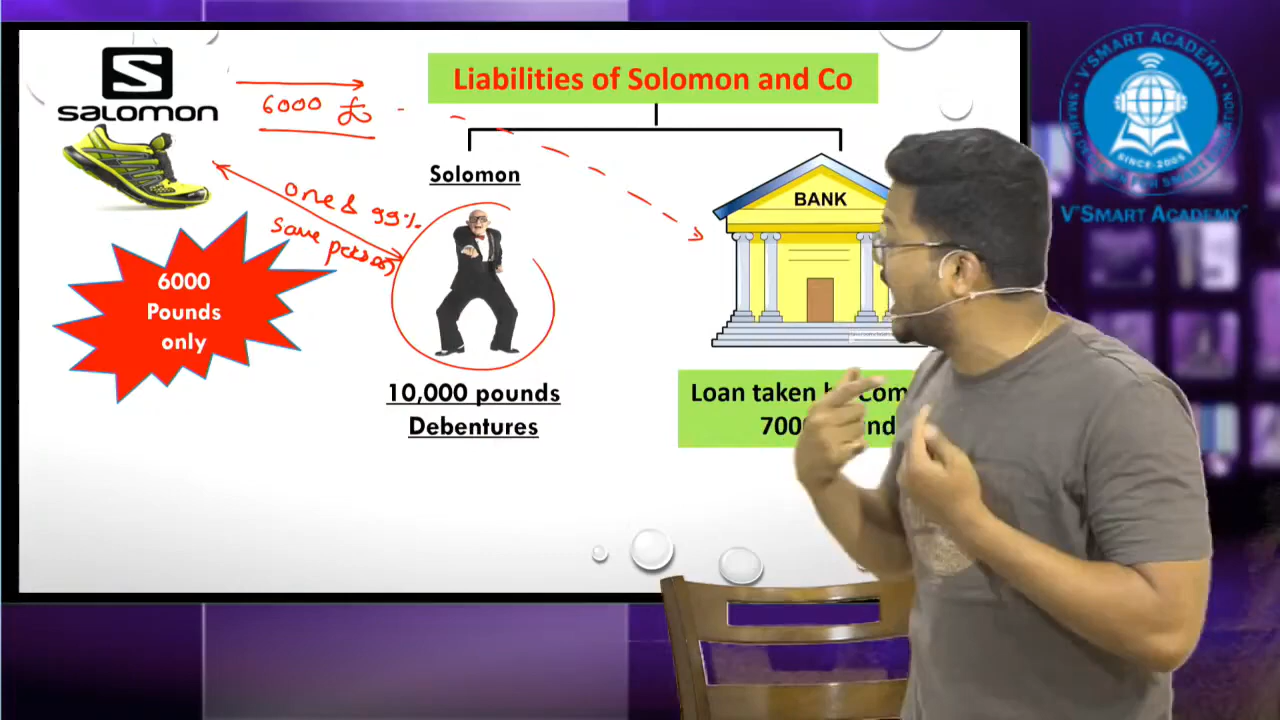 SALOMON
6000 £
one & 99%
same person
6000
Pounds
only
Liabilities of Solomon and Co
Solomon
10,000 pounds
Debentures
BANK
Loan taken
V'SMART ACADEMY
SINCE-2005
V'SMART ACADEMY